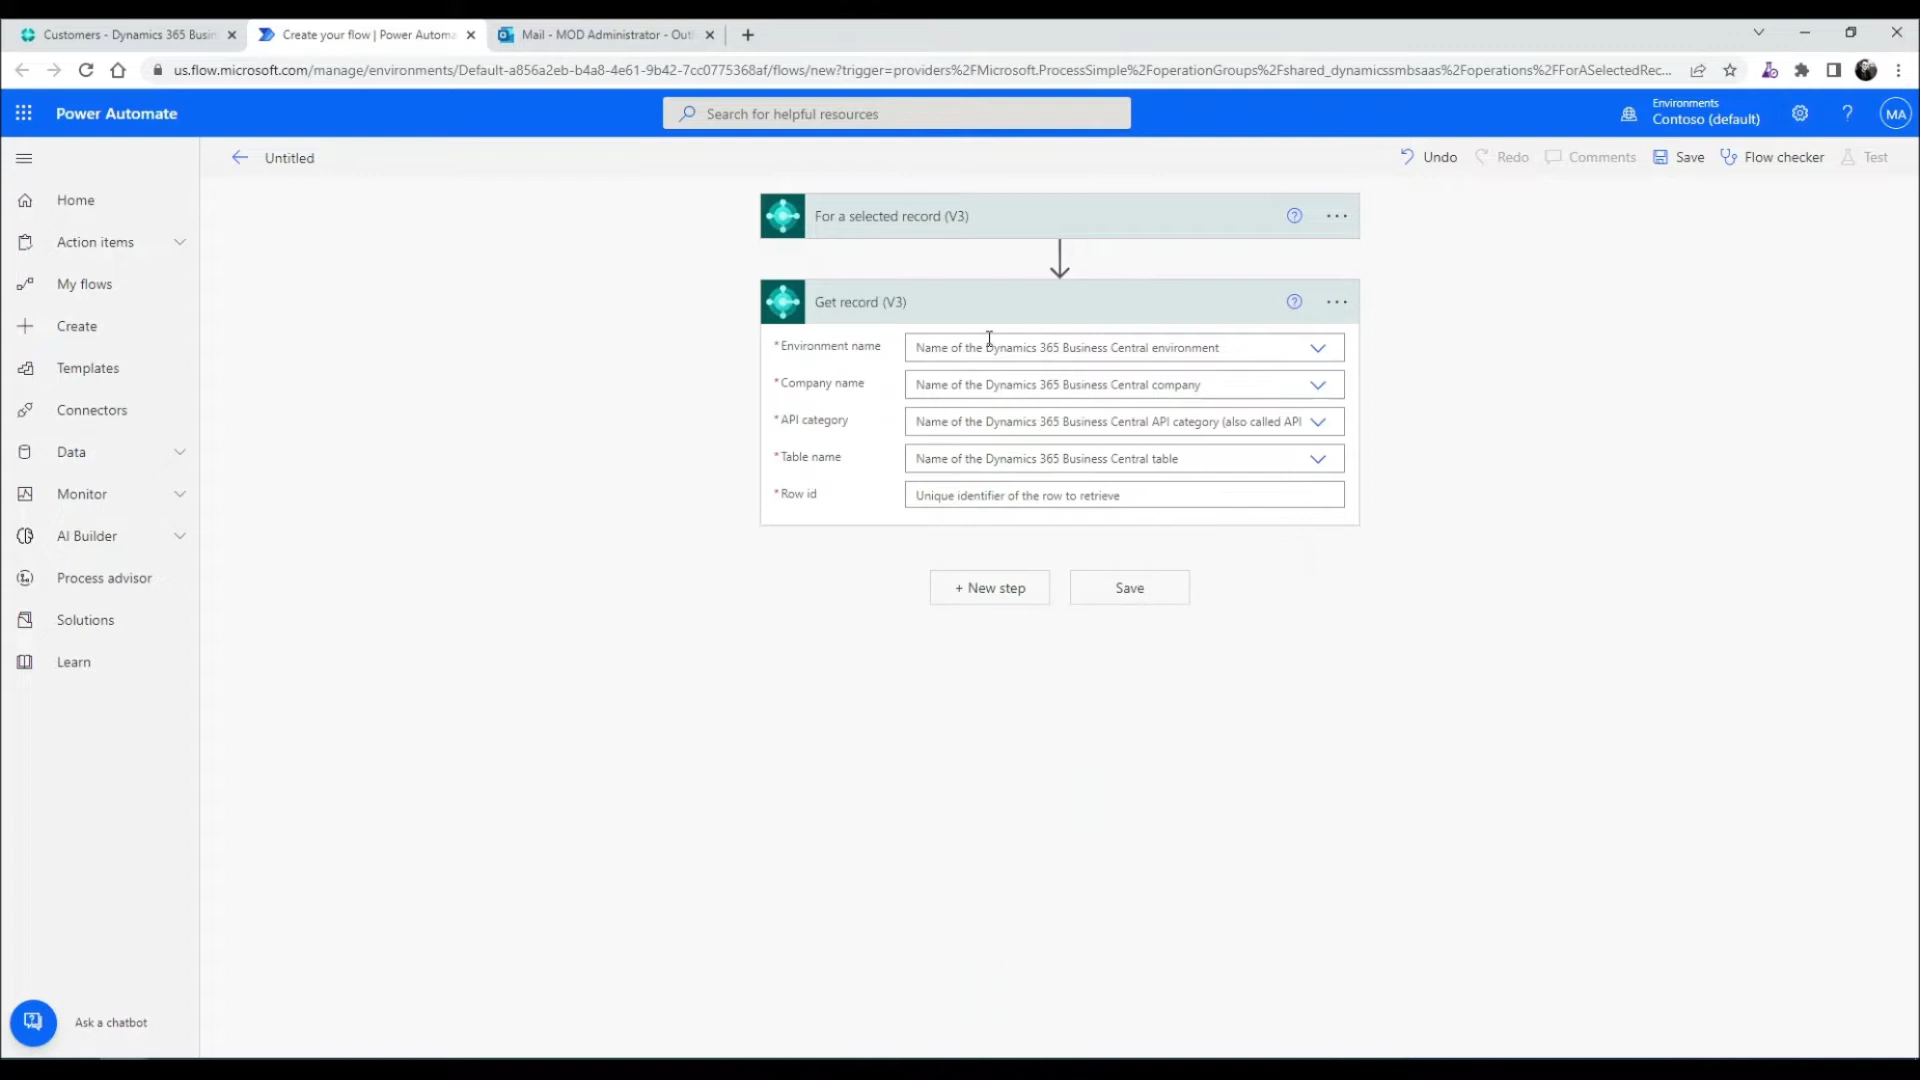 Customers - Dynamics 365 Busin
Create your flow | Power Automa
Mail - MOD Administrator - Out
us.flow.microsoft.com/manage/environments/Default-a856a2eb-b4a8-4e61-9b42-7cc0775368af/flows/new?trigger=providers%2FMicrosoft.ProcessSimple%2FoperationGroups%2Fshared_dynamicssmbsaas%2Foperations%2FForASelectedRec...
Power Automate
Search for helpful resources
Environments
Contoso (default)
MA
Untitled
Undo
Redo
Comments
Save
Flow checker
Test
Home
Action items
My flows
Create
Templates
Connectors
Data
Monitor
AI Builder
Process advisor
Solutions
Learn
Ask a chatbot
For a selected record (V3)
Get record (V3)
*Environment name
Name of the Dynamics 365 Business Central environment
*Company name
Name of the Dynamics 365 Business Central company
*API category
Name of the Dynamics 365 Business Central API category (also called API
*Table name
Name of the Dynamics 365 Business Central table
*Row id
Unique identifier of the row to retrieve
+ New step
Save